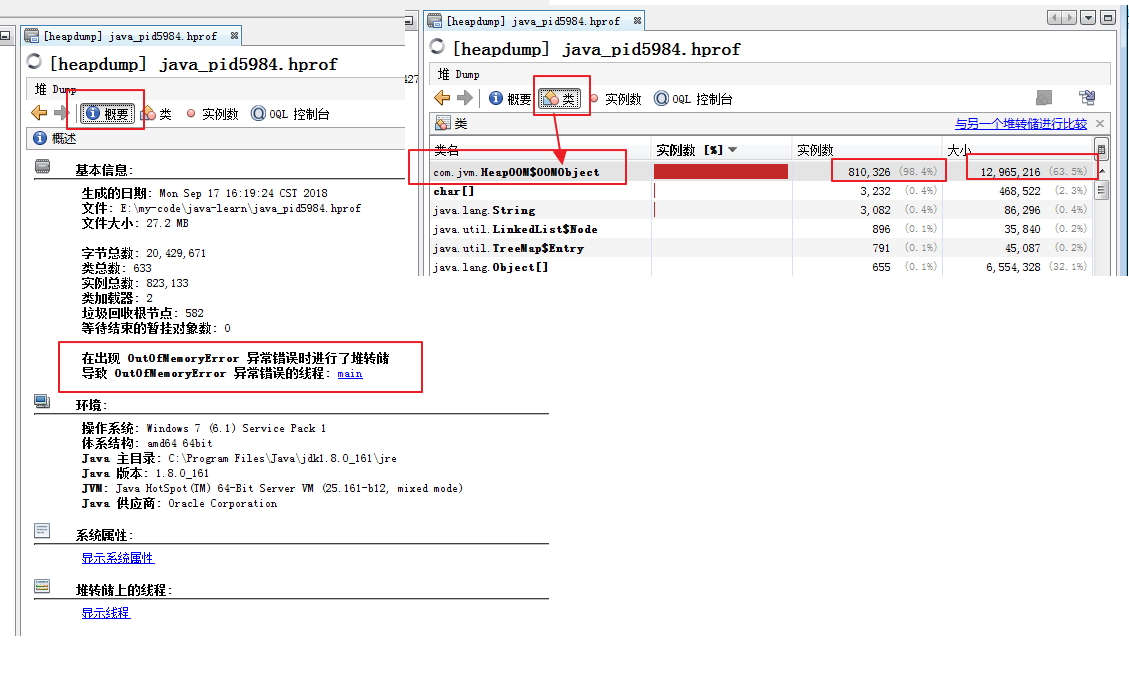 [heapdump] java_pid5984.hprof
[heapdump] java_pid5984.hprof
堆 Dump
概要 类 实例数 OQL 控制台
概述
基本信息:
生成的日期: Mon Sep 17 16:19:24 CST 2018
文件: E:\my-code\java-learn\java_pid5984.hprof
文件大小: 27.2 MB
字节总数: 20,429,671
类总数: 633
实例总数: 823,133
类加载器: 2
垃圾回收根节点: 582
等待结束的暂挂对象数: 0
在出现 OutOfMemoryError 异常错误时进行了堆转储
导致 OutOfMemoryError 异常错误的线程: main
环境:
操作系统: Windows 7 (6.1) Service Pack 1
体系结构: amd64 64bit
Java 主目录: C:\Program Files\Java\jdk1.8.0_161\jre
Java 版本: 1.8.0_161
JVM: Java HotSpot(TM) 64-Bit Server VM (25.161-b12, mixed mode)
Java 供应商: Oracle Corporation
系统属性:
显示系统属性
堆转储上的线程:
显示线程
[heapdump] java_pid5984.hprof
[heapdump] java_pid5984.hprof
堆 Dump
概要 类 实例数 OQL 控制台
类 与另一个堆转储进行比较
类名 实例数 [%] 实例数 大小
com.jvm.HeapOOM$OOMObject 810,326 (98.4%) 12,965,216 (63.5%)
char[] 3,232 (0.4%) 468,522 (2.3%)
java.lang.String 3,082 (0.4%) 86,296 (0.4%)
java.util.LinkedList$Node 896 (0.1%) 35,840 (0.2%)
java.util.TreeMap$Entry 791 (0.1%) 45,087 (0.2%)
java.lang.Object[] 655 (0.1%) 6,554,328 (32.1%)